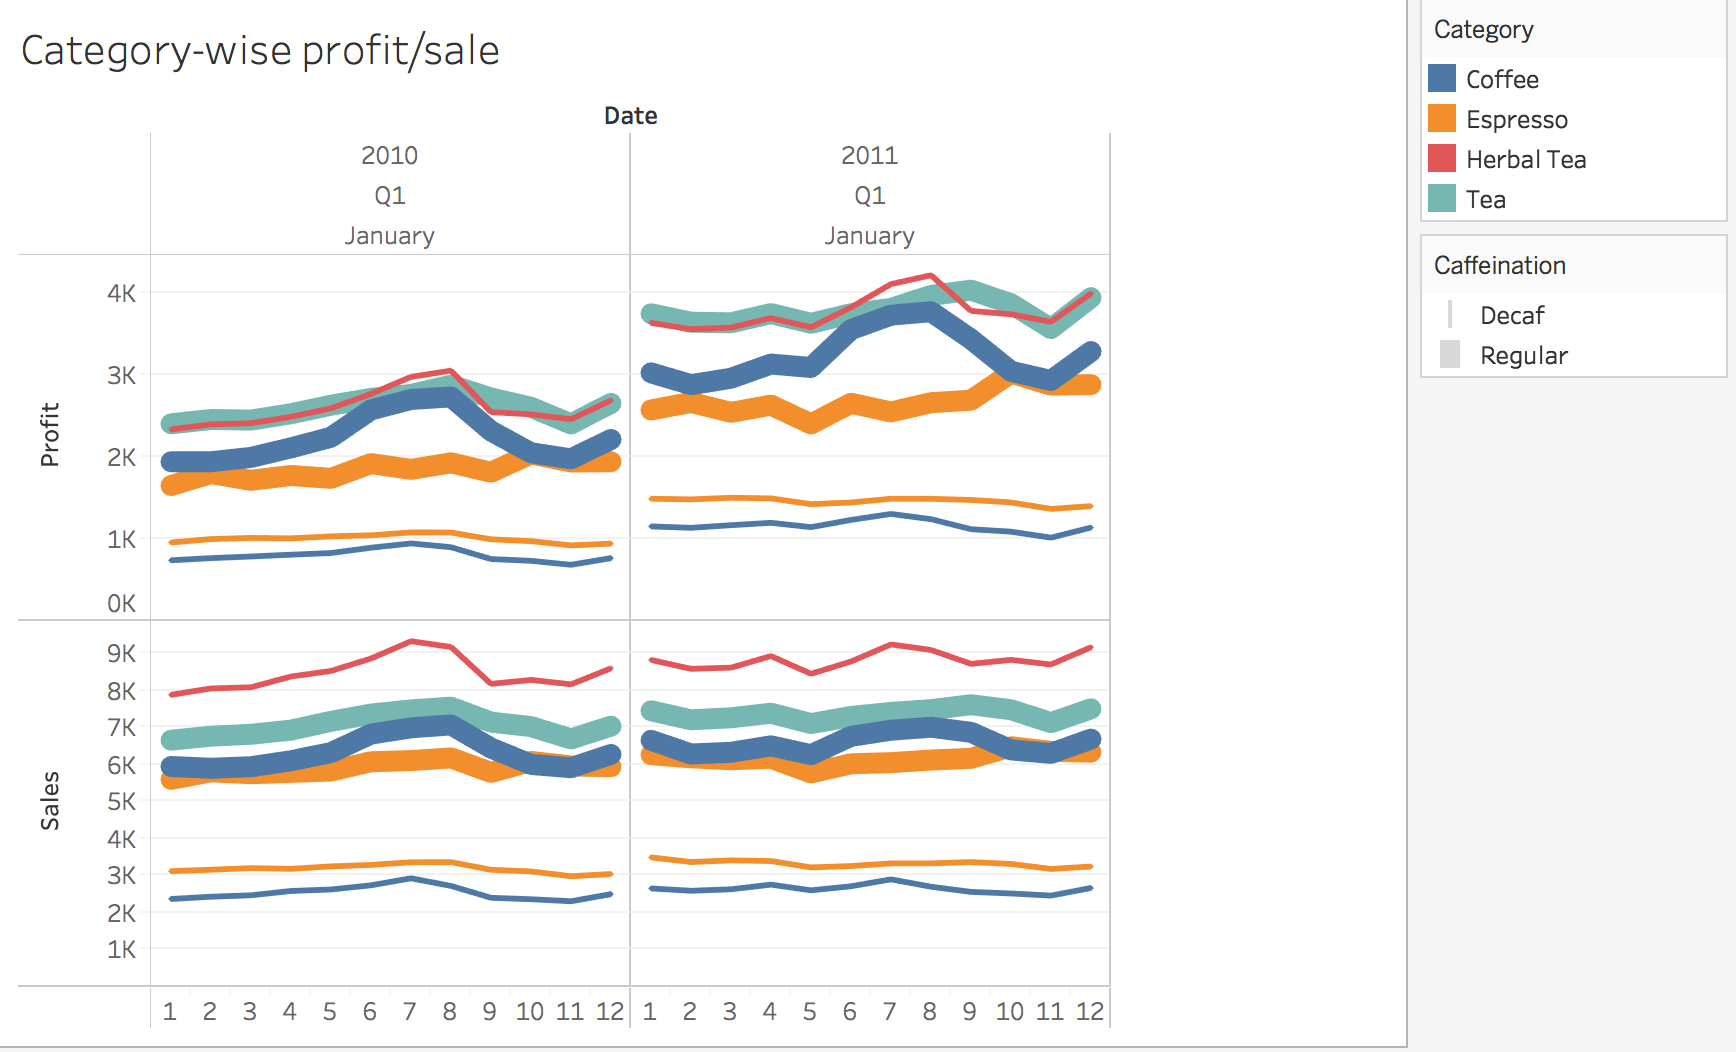 Category-wise profit/sale
Date
2010
2011
Q1
Q1
January
January
Profit
4K
3K
2K
1K
0K
Sales
9K
8K
7K
6K
5K
4K
3K
2K
1K
1 2 3 4 5 6 7 8 9 10 11 12
1 2 3 4 5 6 7 8 9 10 11 12
Category
Coffee
Espresso
Herbal Tea
Tea
Caffeination
Decaf
Regular